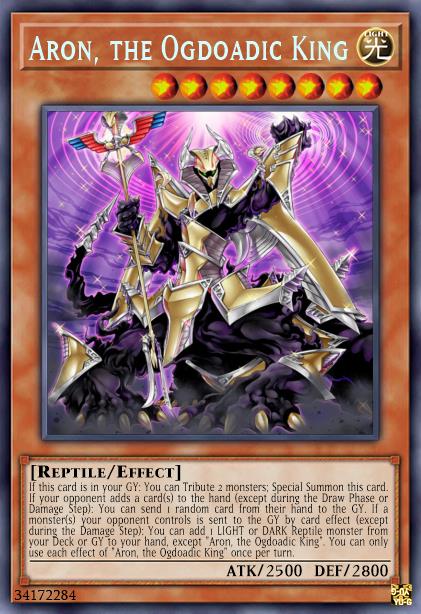 ARON, THE OGDOADIC KING
LIGHT
光
[REPTILE/EFFECT]
If this card is in your GY: You can Tribute 2 monsters; Special Summon this card.
If your opponent adds a card(s) to the hand (except during the Draw Phase or
Damage Step): You can send 1 random card from their hand to the GY. If a
monster(s) your opponent controls is sent to the GY by card effect (except
during the Damage Step): You can add 1 LIGHT or DARK Reptile monster from
your Deck or GY to your hand, except "Aron, the Ogdoadic King". You can only
use each effect of "Aron, the Ogdoadic King" once per turn.
ATK/2500 DEF/2800
34172284